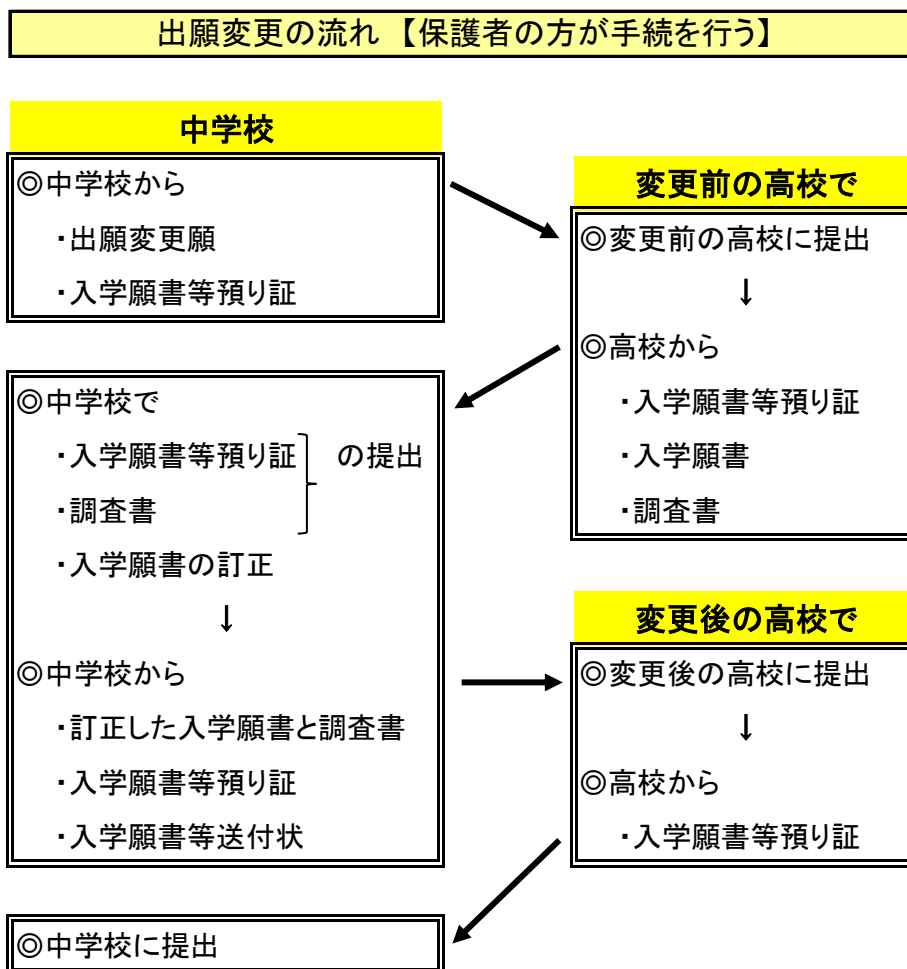 出願変更の流れ 【保護者の方が手続を行う】
中学校
◎中学校から
・出願変更願
・入学願書等預り証
変更前の高校で
◎変更前の高校に提出
↓
◎高校から
・入学願書等預り証
・入学願書
・調査書
◎中学校で
・入学願書等預り証 の提出
・調査書
・入学願書の訂正
↓
◎中学校から
・訂正した入学願書と調査書
・入学願書等預り証
・入学願書等送付状
変更後の高校で
◎変更後の高校に提出
↓
◎高校から
・入学願書等預り証
◎中学校に提出